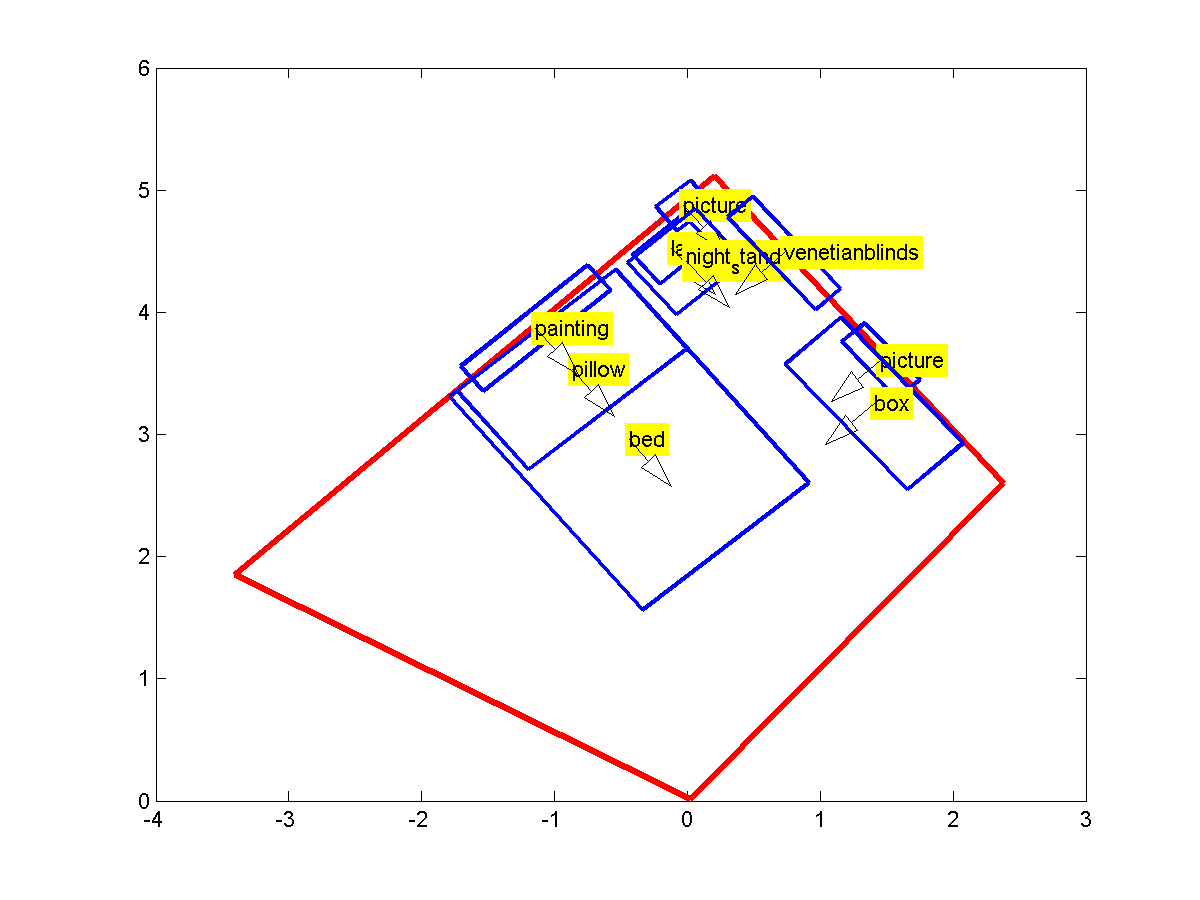 6
5
4
3
2
1
0
picture
night_stand
venetianblinds
painting
pillow
picture
box
bed
-4 -3 -2 -1 0 1 2 3